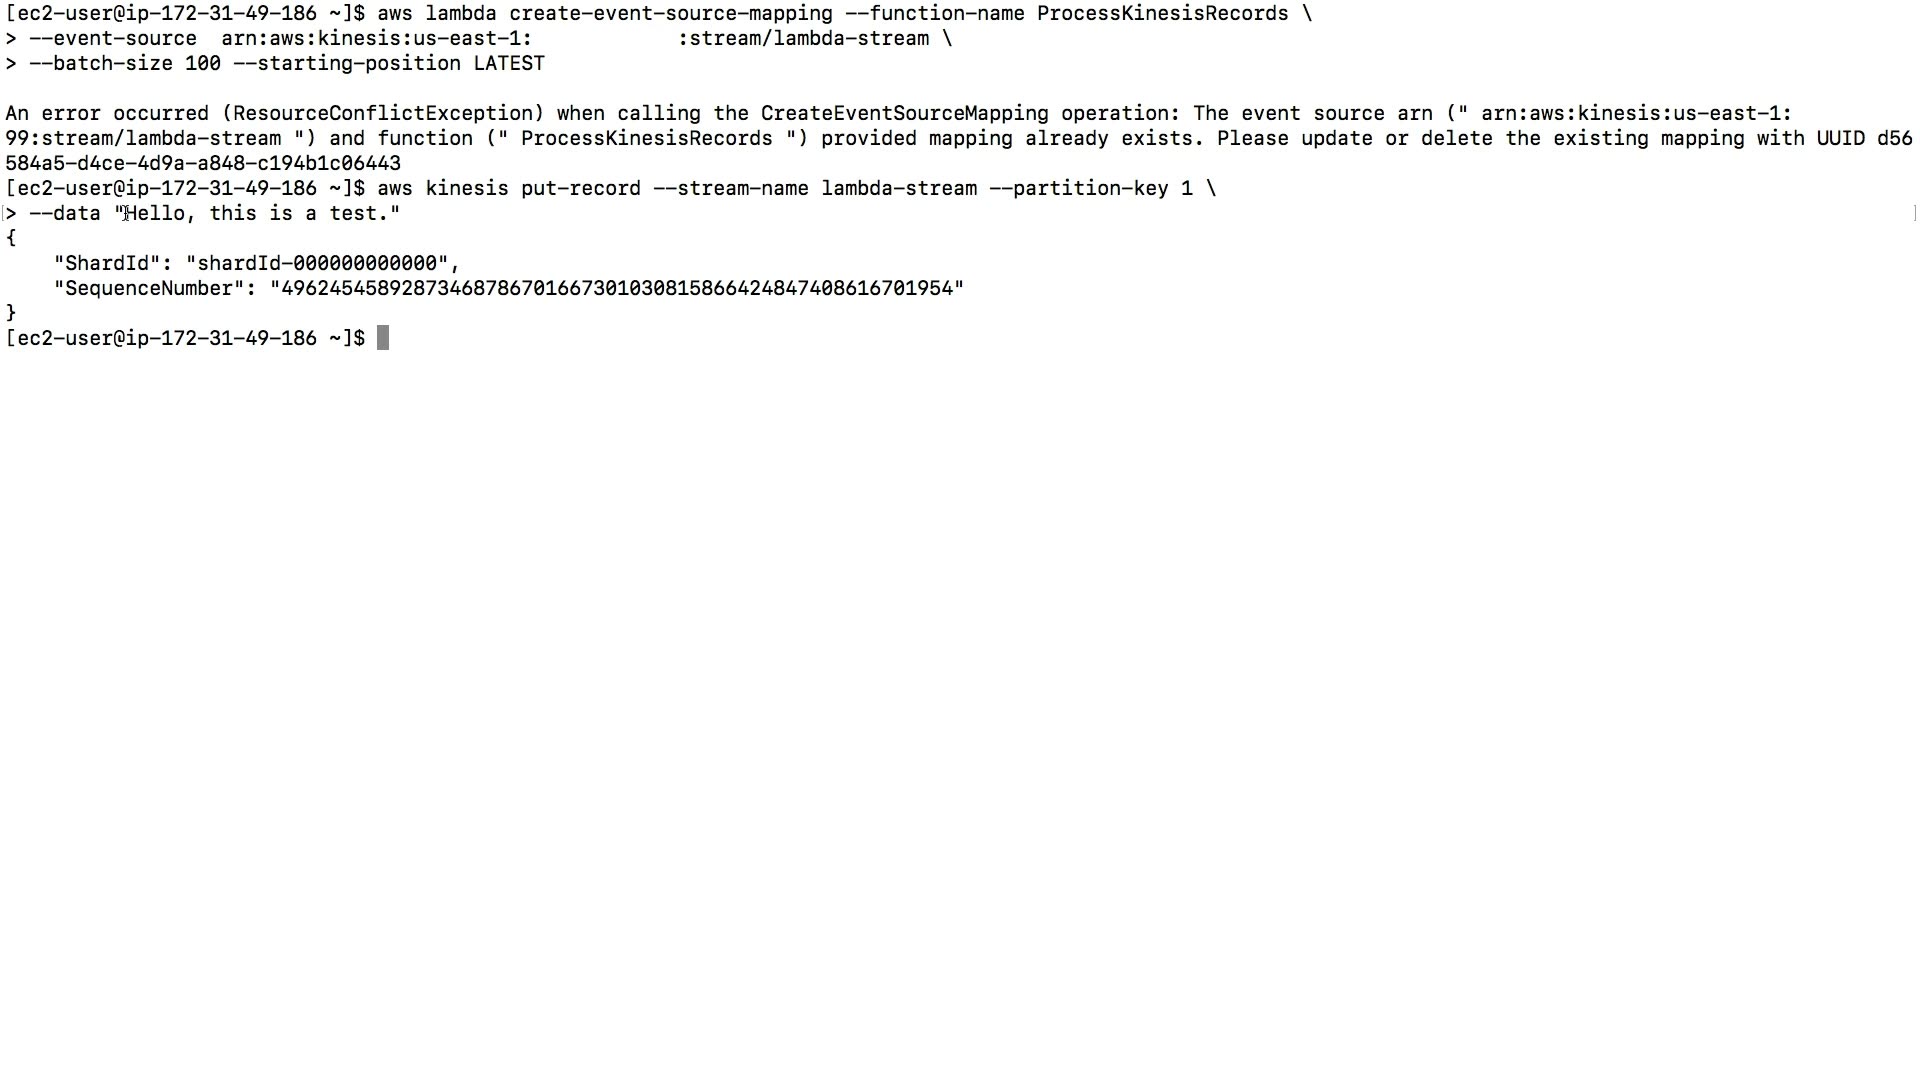 [ec2-user@ip-172-31-49-186 ~]$ aws lambda create-event-source-mapping --function-name ProcessKinesisRecords \
> --event-source  arn:aws:kinesis:us-east-1:            :stream/lambda-stream \
> --batch-size 100 --starting-position LATEST
An error occurred (ResourceConflictException) when calling the CreateEventSourceMapping operation: The event source arn (" arn:aws:kinesis:us-east-1:
99:stream/lambda-stream ") and function (" ProcessKinesisRecords ") provided mapping already exists. Please update or delete the existing mapping with UUID d56
584a5-d4ce-4d9a-a848-c194b1c06443
[ec2-user@ip-172-31-49-186 ~]$ aws kinesis put-record --stream-name lambda-stream --partition-key 1 \
> --data "Hello, this is a test."
{
    "ShardId": "shardId-000000000000",
    "SequenceNumber": "49624545892873468786701667301030815866424847408616701954"
}
[ec2-user@ip-172-31-49-186 ~]$